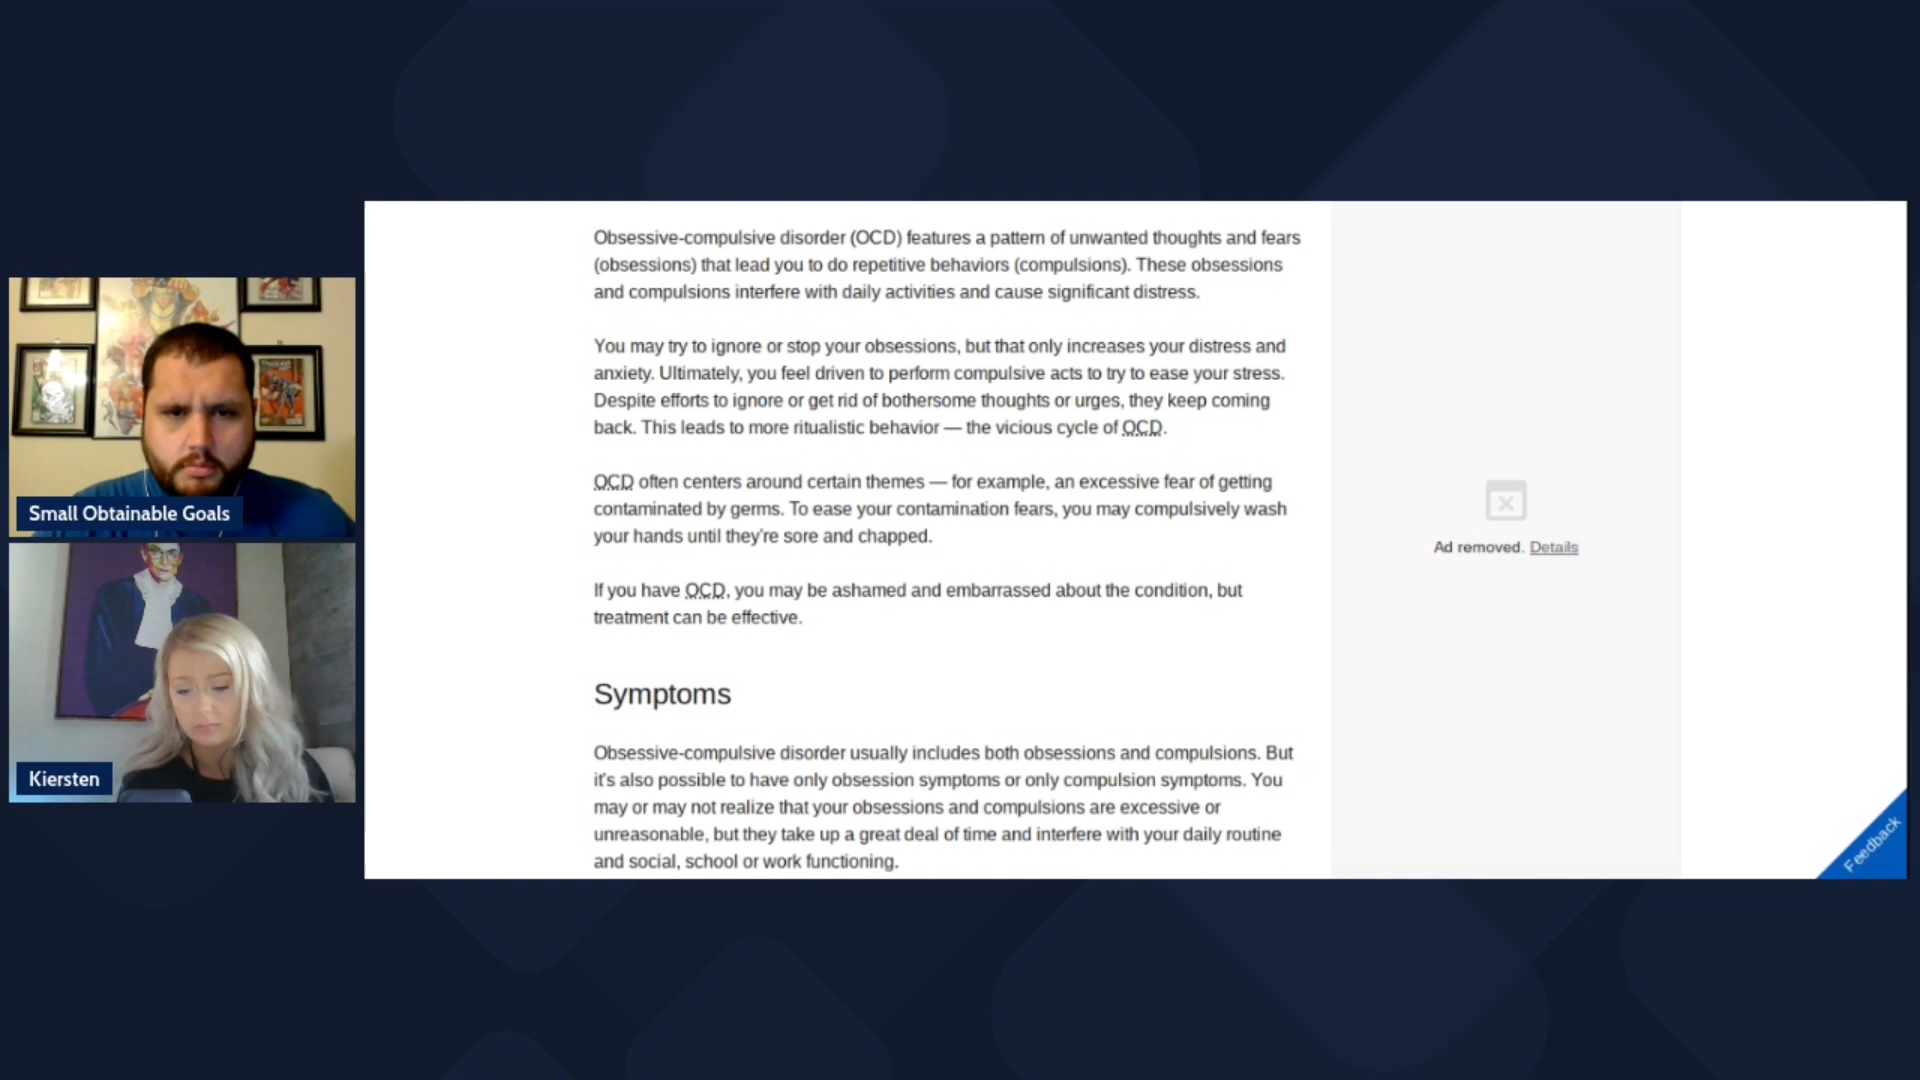 Small Obtainable Goals
Kiersten
Obsessive-compulsive disorder (OCD) features a pattern of unwanted thoughts and fears
(obsessions) that lead you to do repetitive behaviors (compulsions). These obsessions
and compulsions interfere with daily activities and cause significant distress.
You may try to ignore or stop your obsessions, but that only increases your distress and
anxiety. Ultimately, you feel driven to perform compulsive acts to try to ease your stress.
Despite efforts to ignore or get rid of bothersome thoughts or urges, they keep coming
back. This leads to more ritualistic behavior — the vicious cycle of OCD.
OCD often centers around certain themes — for example, an excessive fear of getting
contaminated by germs. To ease your contamination fears, you may compulsively wash
your hands until they're sore and chapped.
If you have OCD, you may be ashamed and embarrassed about the condition, but
treatment can be effective.
Symptoms
Obsessive-compulsive disorder usually includes both obsessions and compulsions. But
it's also possible to have only obsession symptoms or only compulsion symptoms. You
may or may not realize that your obsessions and compulsions are excessive or
unreasonable, but they take up a great deal of time and interfere with your daily routine
and social, school or work functioning.
Ad removed. Details
Feedback